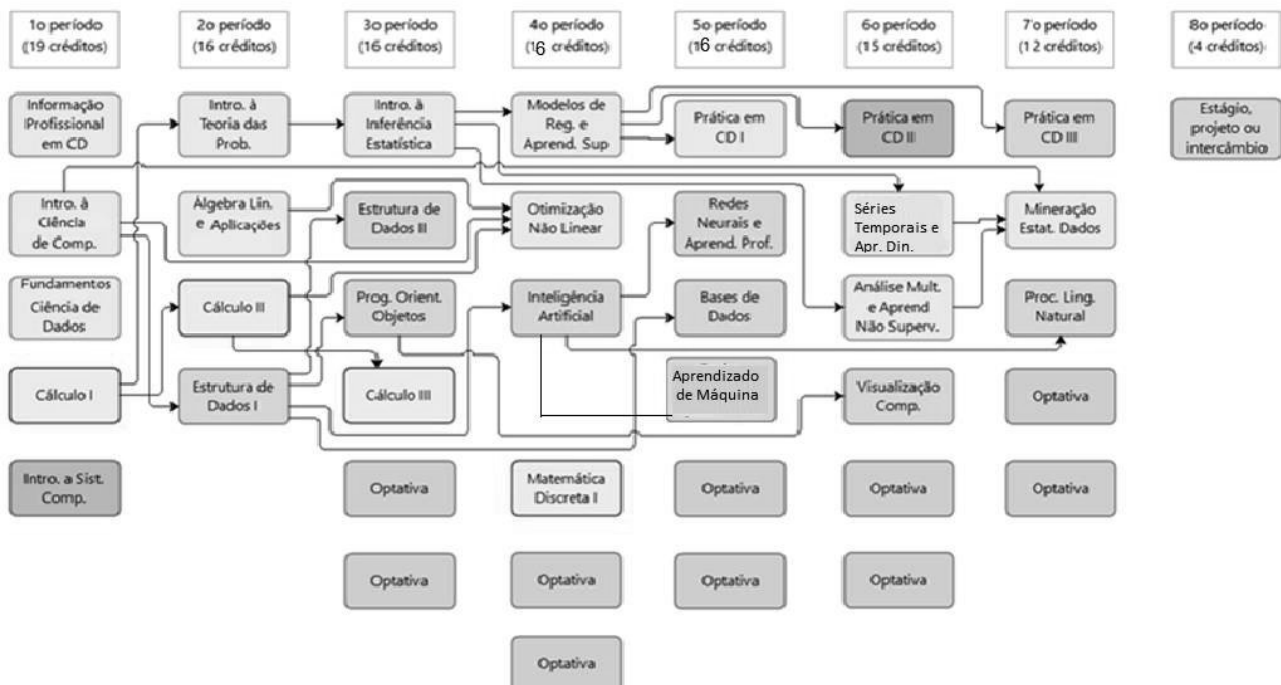 1o período
(19 créditos)
2o período
(16 créditos)
3o período
(16 créditos)
4o período
(16 créditos)
5o período
(16 créditos)
6o período
(15 créditos)
7o período
(12 créditos)
8o período
(4 créditos)
Informação
Profissional
em CD
Intro. à
Teoria das
Prob.
Intro. à
Inferência
Estatística
Modelos de
Reg. e
Aprend. Sup
Prática em
CD I
Prática em
CD II
Prática em
CD III
Estágio,
projeto ou
intercâmbio
Intro. à
Ciência
de Comp.
Álgebra Lin.
e Aplicações
Estrutura de
Dados II
Otimização
Não Linear
Redes
Neurais e
Aprend. Prof.
Séries
Temporais e
Apr. Din.
Mineração
Estat. Dados
Fundamentos
Ciência de
Dados
Cálculo II
Prog. Orient.
Objetos
Inteligência
Artificial
Bases de
Dados
Análise Mult.
e Aprend
Não Superv.
Proc. Ling.
Natural
Cálculo I
Estrutura de
Dados I
Cálculo III
Aprendizado
de Máquina
Visualização
Comp.
Optativa
Intro. a Sist.
Comp.
Optativa
Matemática
Discreta I
Optativa
Optativa
Optativa
Optativa
Optativa
Optativa
Optativa
Optativa